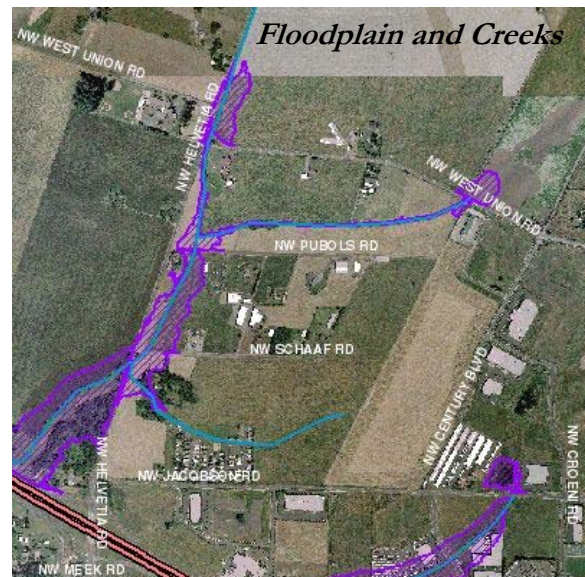 Floodplain and Creeks
NW WEST UNION RD
NW HELVETIA RD
NW WEST UNION RD
NW PUBOLS RD
NW SCHAAF RD
NW CENTURY BLVD
NW CROENI RD
NW JACOBSON RD
NW HELVETIA RD
NW MEEK RD